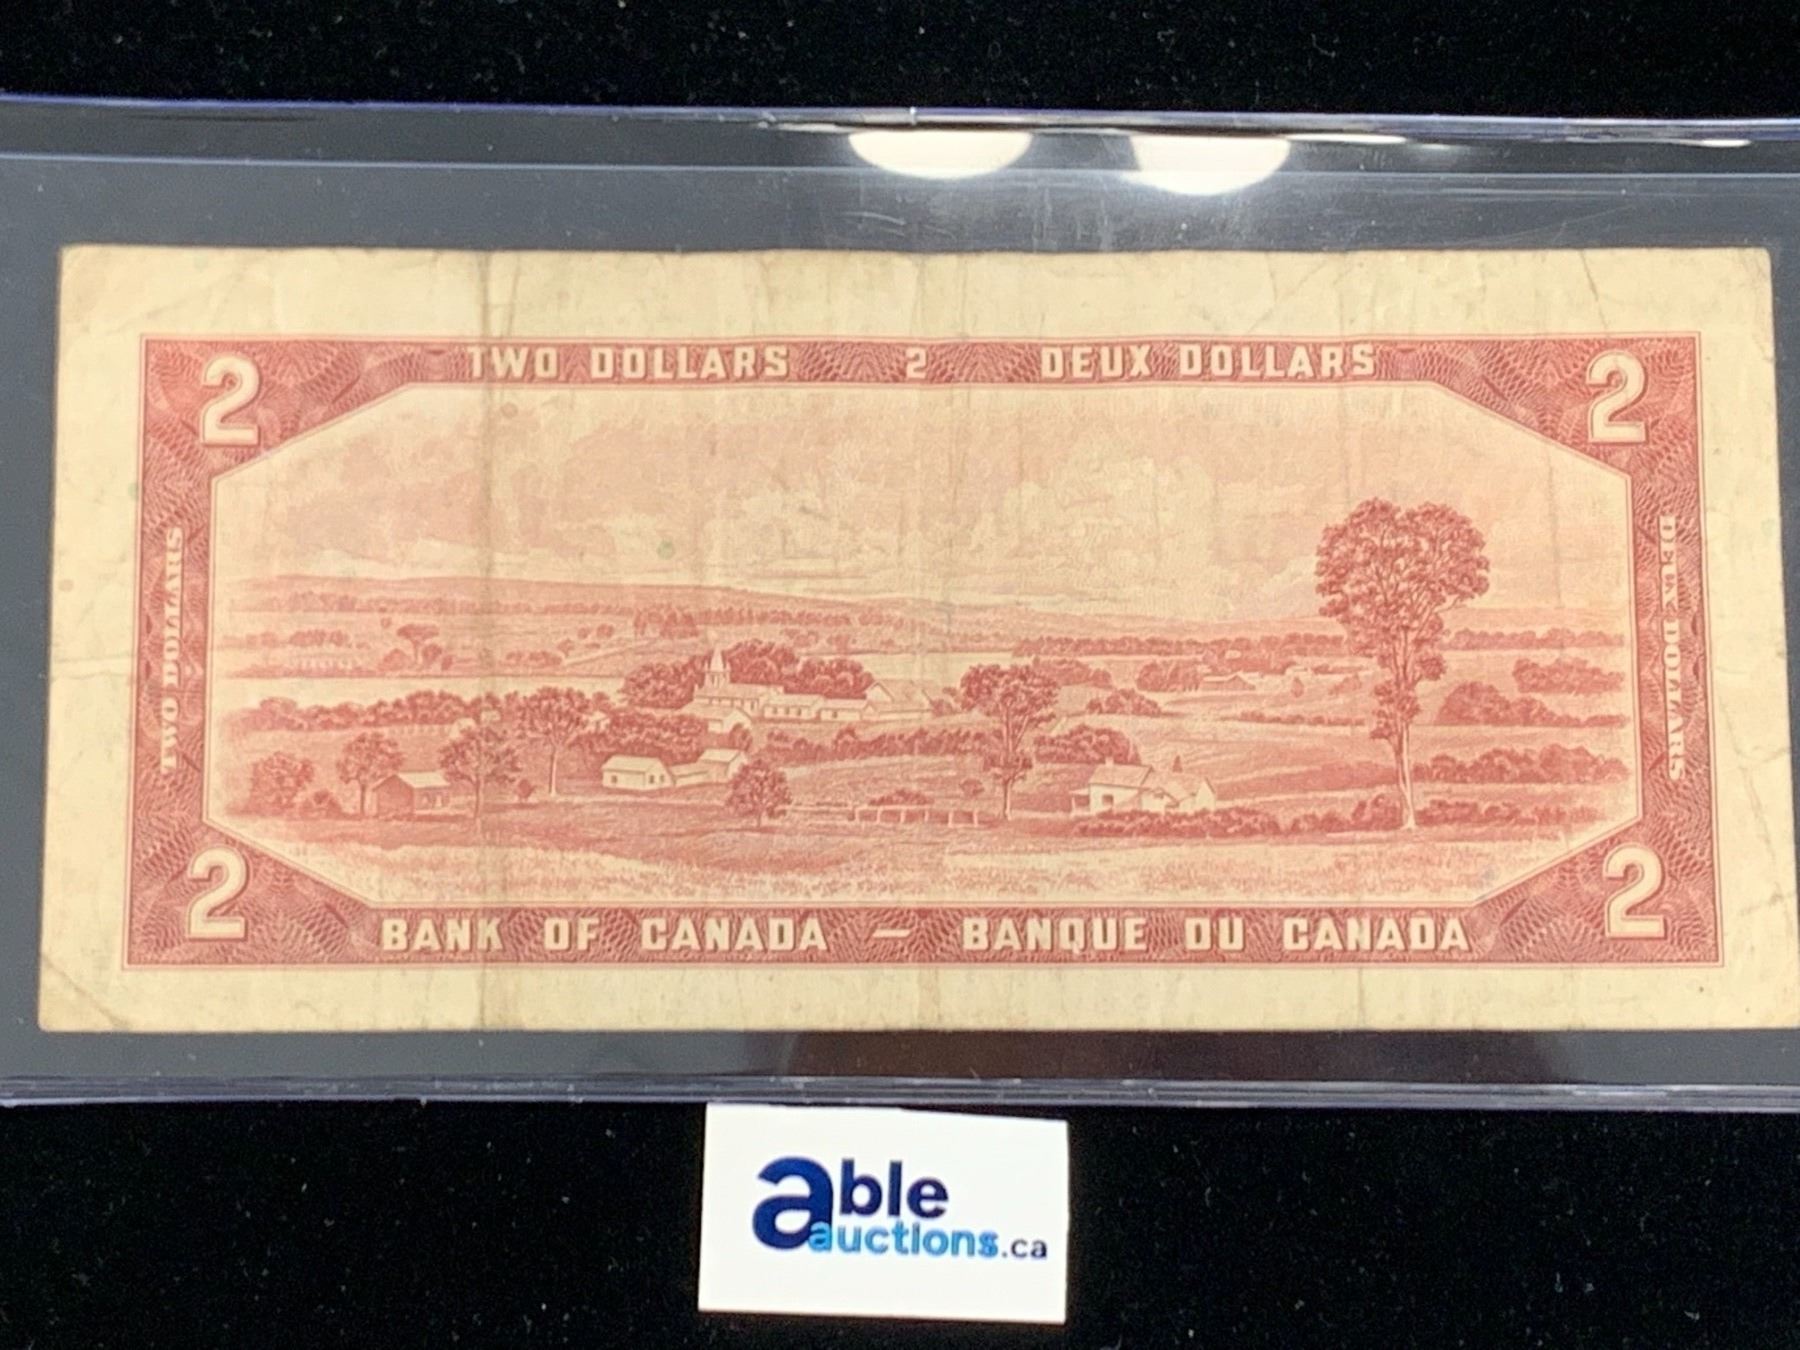 TWO DOLLARS 2 DEUX DOLLARS
2 2
TWO DOLLARS
DEUX DOLLARS
2 2
BANK OF CANADA — BANQUE DU CANADA
able
auctions.ca